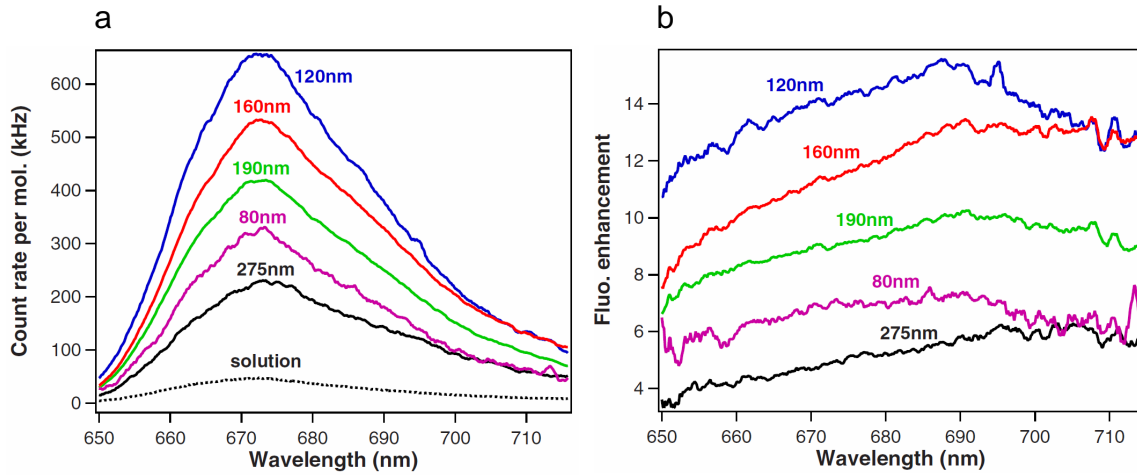 a
Count rate per mol. (kHz)
600
500
400
300
200
100
0
120nm
160nm
190nm
80nm
275nm
solution
650 660 670 680 690 700 710
Wavelength (nm)
b
Fluo. enhancement
14
12
10
8
6
4
120nm
160nm
190nm
80nm
275nm
650 660 670 680 690 700 710
Wavelength (nm)